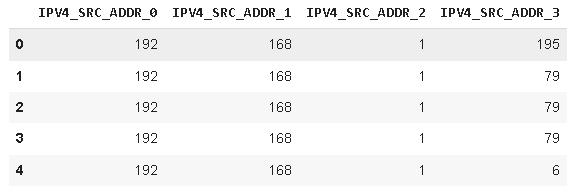 IPV4_SRC_ADDR_0 IPV4_SRC_ADDR_1 IPV4_SRC_ADDR_2 IPV4_SRC_ADDR_3
0 192 168 1 195
1 192 168 1 79
2 192 168 1 79
3 192 168 1 79
4 192 168 1 6